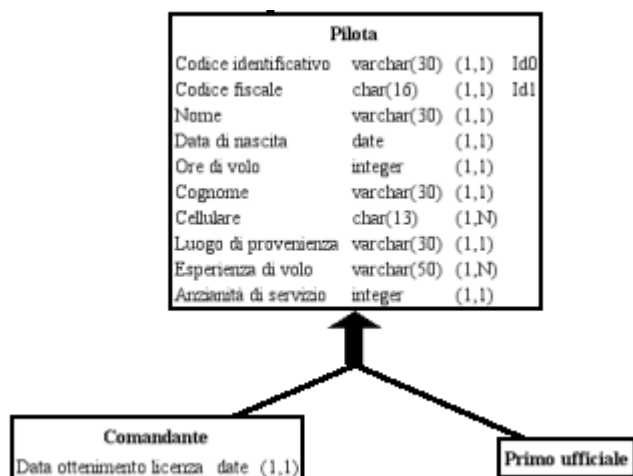 Pilota
Codice identificativo varchar(30) (1,1) Id0
Codice fiscale char(16) (1,1) Id1
Nome varchar(30) (1,1)
Data di nascita date (1,1)
Ore di volo integer (1,1)
Cognome varchar(30) (1,1)
Cellulare char(13) (1,N)
Luogo di provenienza varchar(30) (1,1)
Esperienza di volo varchar(50) (1,N)
Anzianità di servizio integer (1,1)
Comandante
Data ottenimento licenza date (1,1)
Primo ufficiale